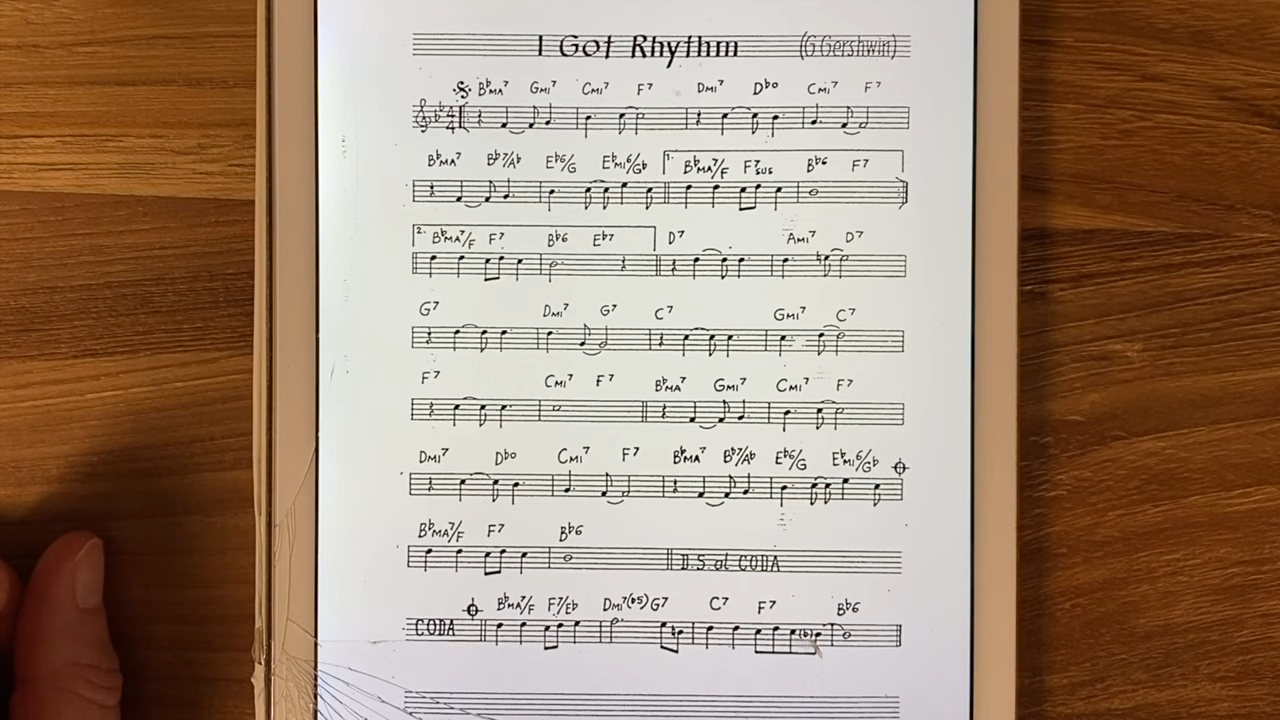 I Got Rhythm (G Gershwin)
B♭MA7 GMI7 CMI7 F7 DMI7 D♭o CMI7 F7
4 4
B♭MA7 B♭7/A♭ E♭6/G E♭MI6/G♭ 1. B♭MA7/F F7SUS B♭6 F7
2. B♭MA7/F F7 B♭6 E♭7 D7 AMI7 D7
G7 DMI7 G7 C7 GMI7 C7
F7 CMI7 F7 B♭MA7 GMI7 CMI7 F7
DMI7 D♭o CMI7 F7 B♭MA7 B♭7/A♭ E♭6/G E♭MI6/G♭
B♭MA7/F F7 B♭6
D.S. al CODA
B♭MA7/F F7/E♭ DMI7(♭5) G7 C7 F7 B♭6
CODA (♭)